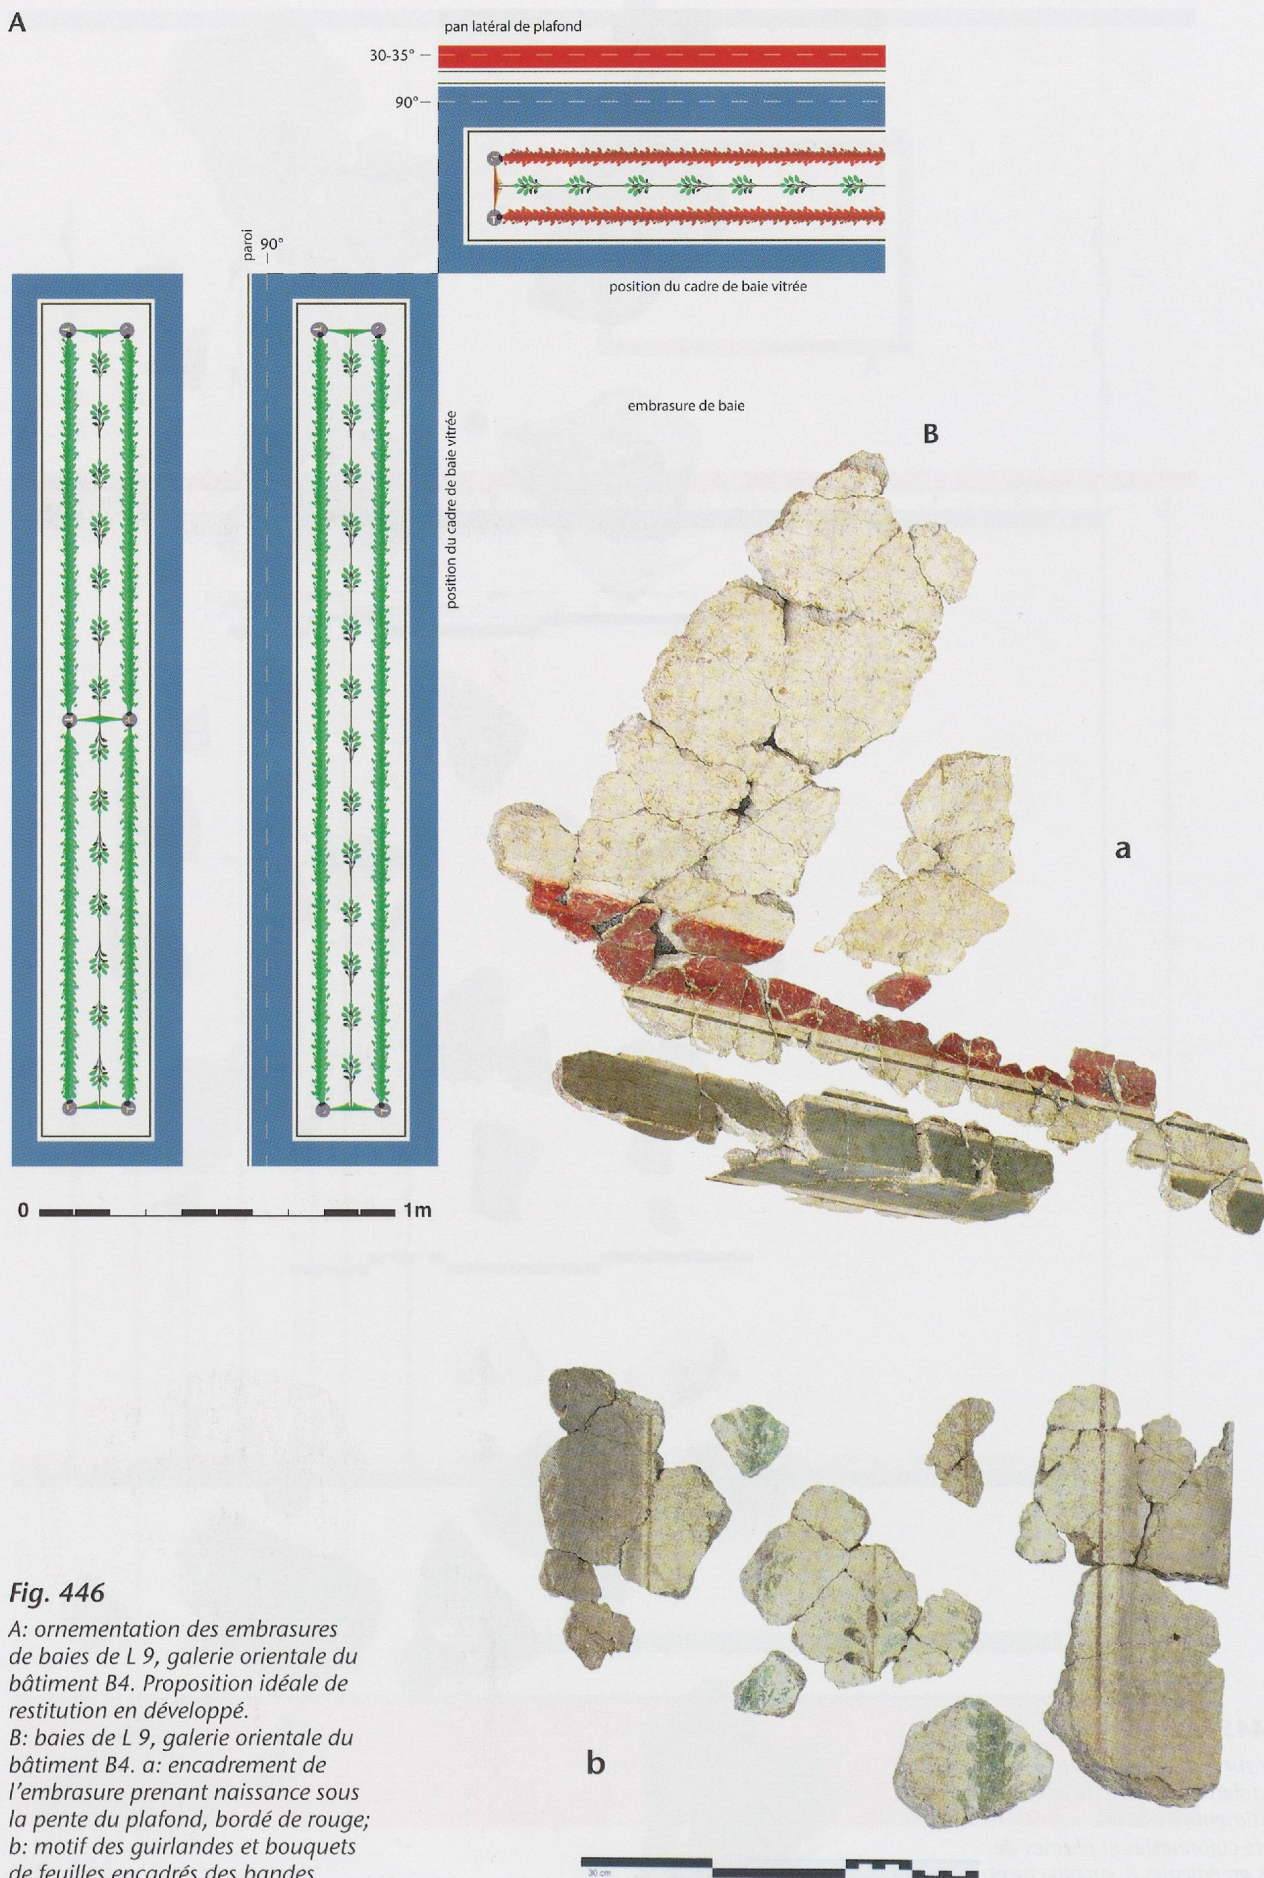 A
pan latéral de plafond
30-35°
90°
paroi
90°
position du cadre de baie vitrée
position du cadre de baie vitrée
embrasure de baie
B
a
0
1m
b
30 cm
Fig. 446
A: ornementation des embrasures
de baies de L 9, galerie orientale du
bâtiment B4. Proposition idéale de
restitution en développé.
B: baies de L 9, galerie orientale du
bâtiment B4. a: encadrement de
l'embrasure prenant naissance sous
la pente du plafond, bordé de rouge;
b: motif des guirlandes et bouquets
de feuilles encadrés des bandes